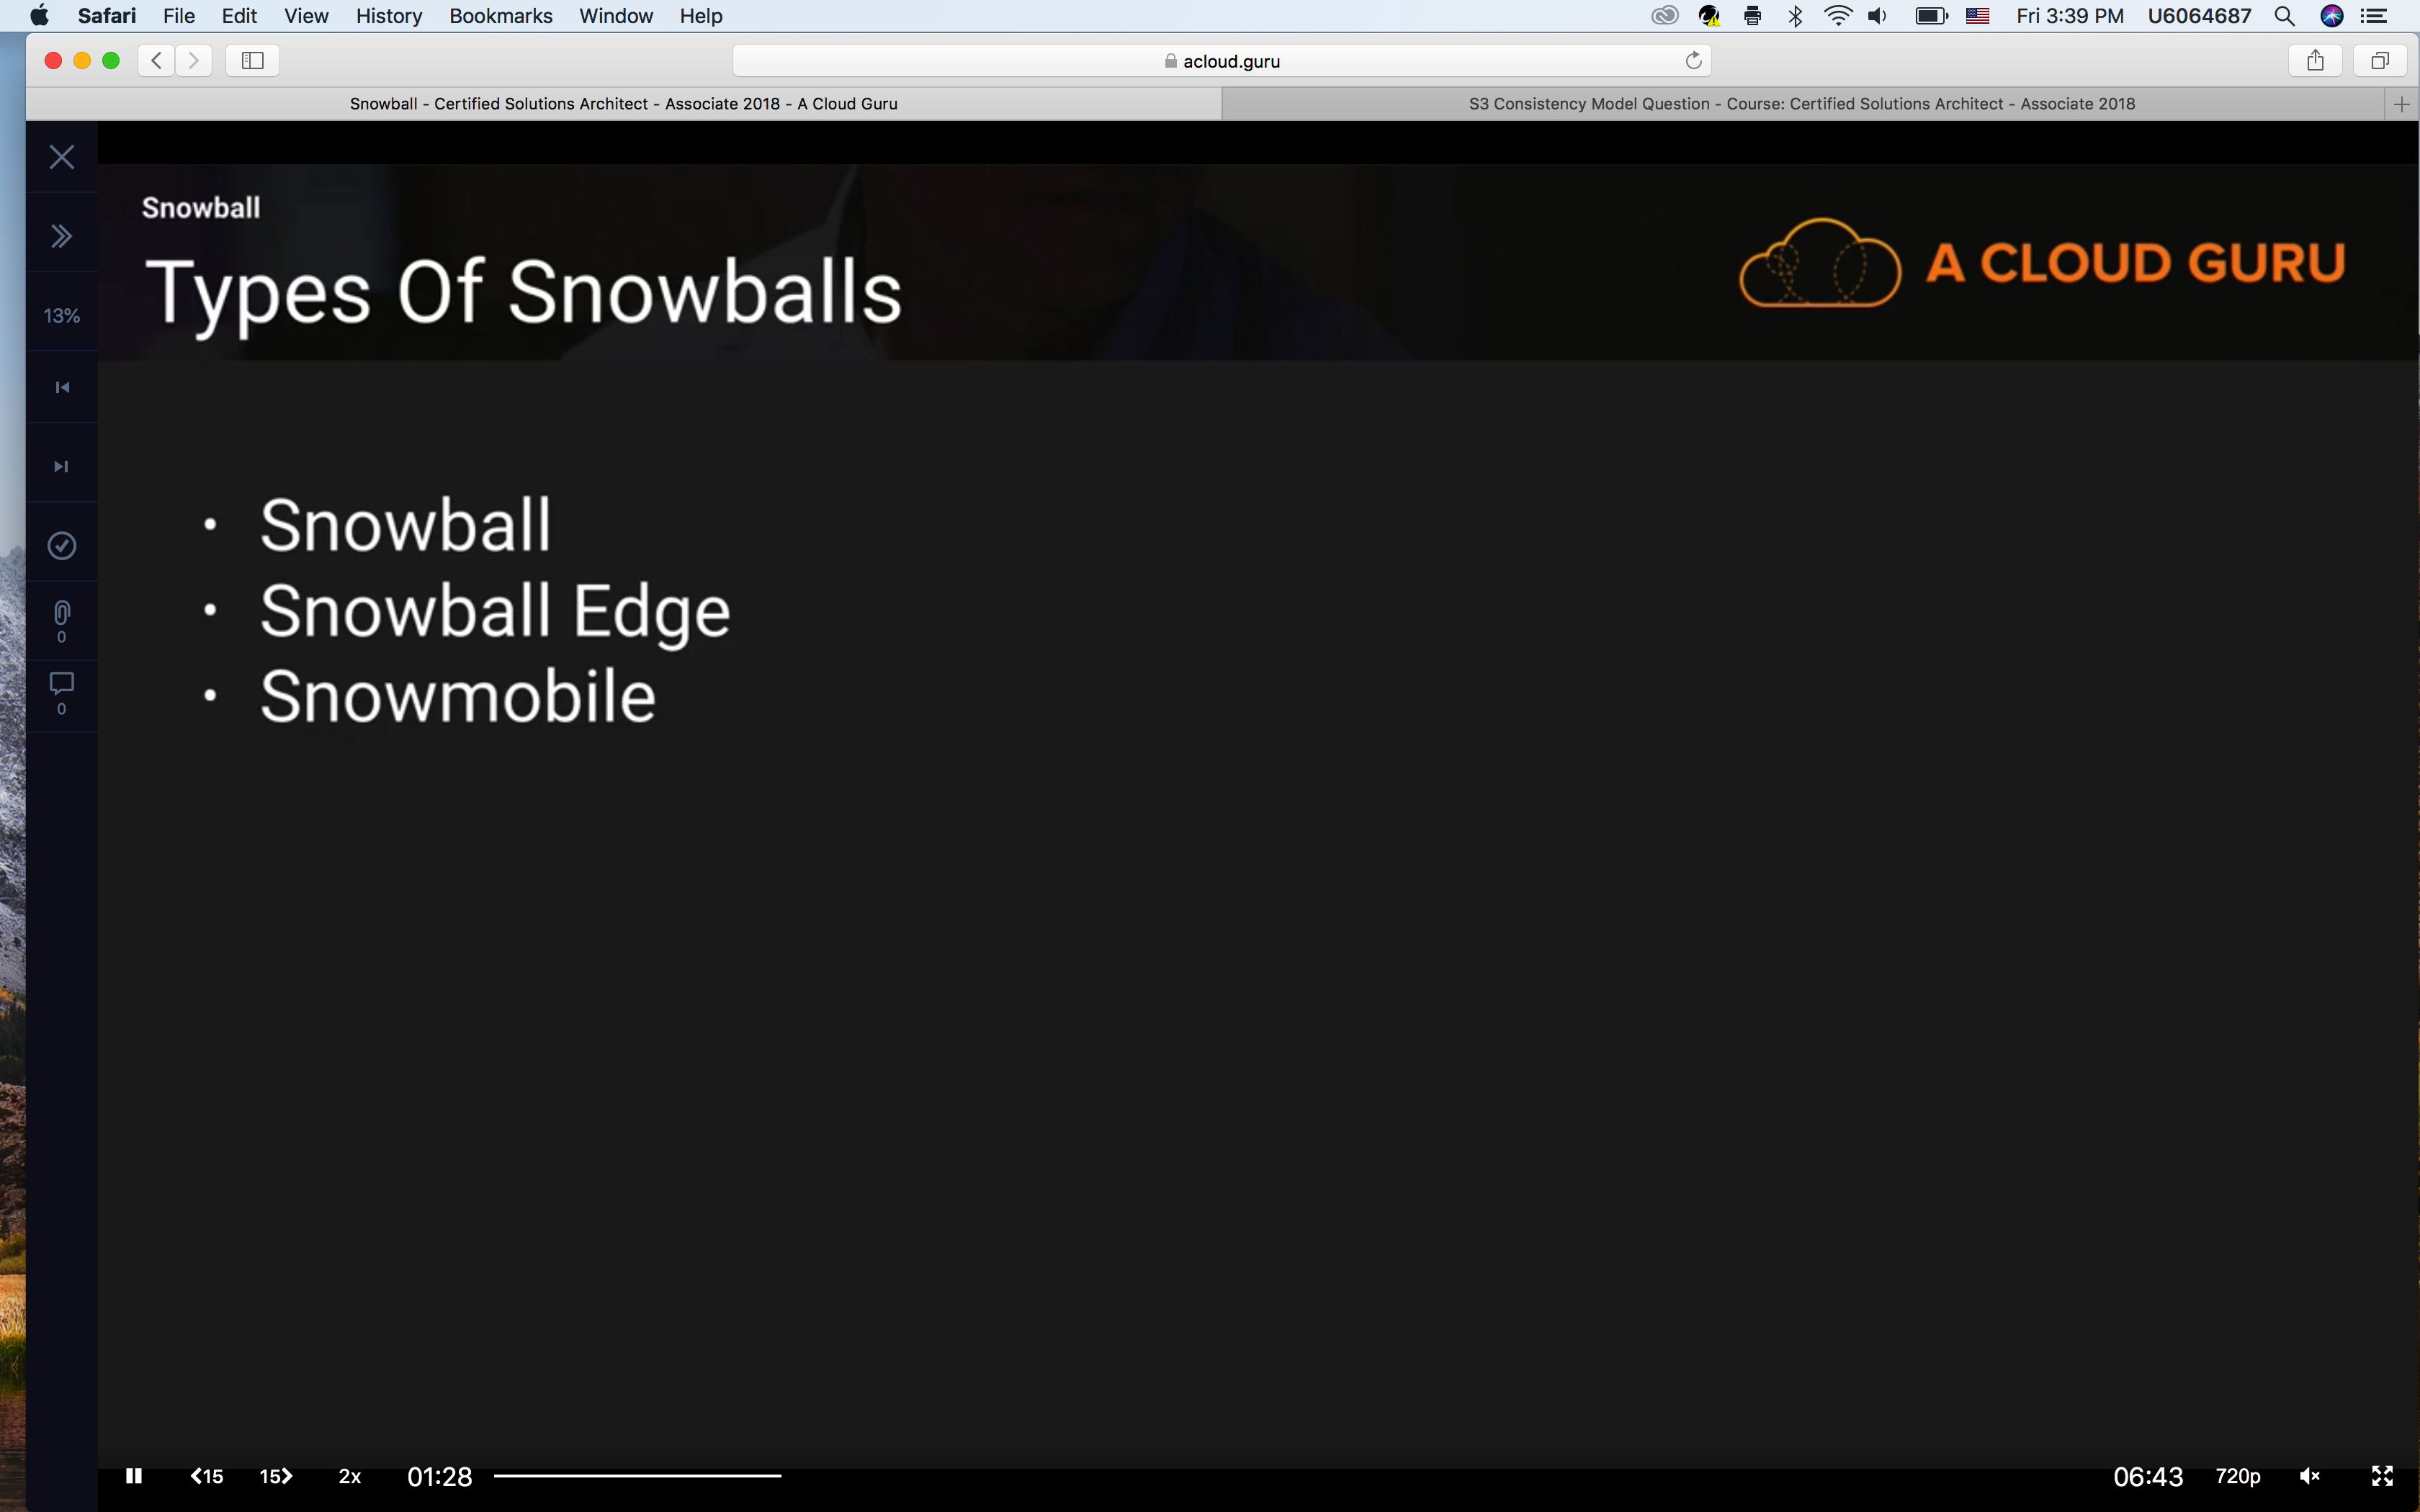 Safari File Edit View History Bookmarks Window Help Fri 3:39 PM U6064687
acloud.guru
Snowball - Certified Solutions Architect - Associate 2018 - A Cloud Guru
S3 Consistency Model Question - Course: Certified Solutions Architect - Associate 2018
Snowball
Types Of Snowballs
A CLOUD GURU
13%
• Snowball
• Snowball Edge
• Snowmobile
0
0
15 15 2x 01:28 06:43 720p